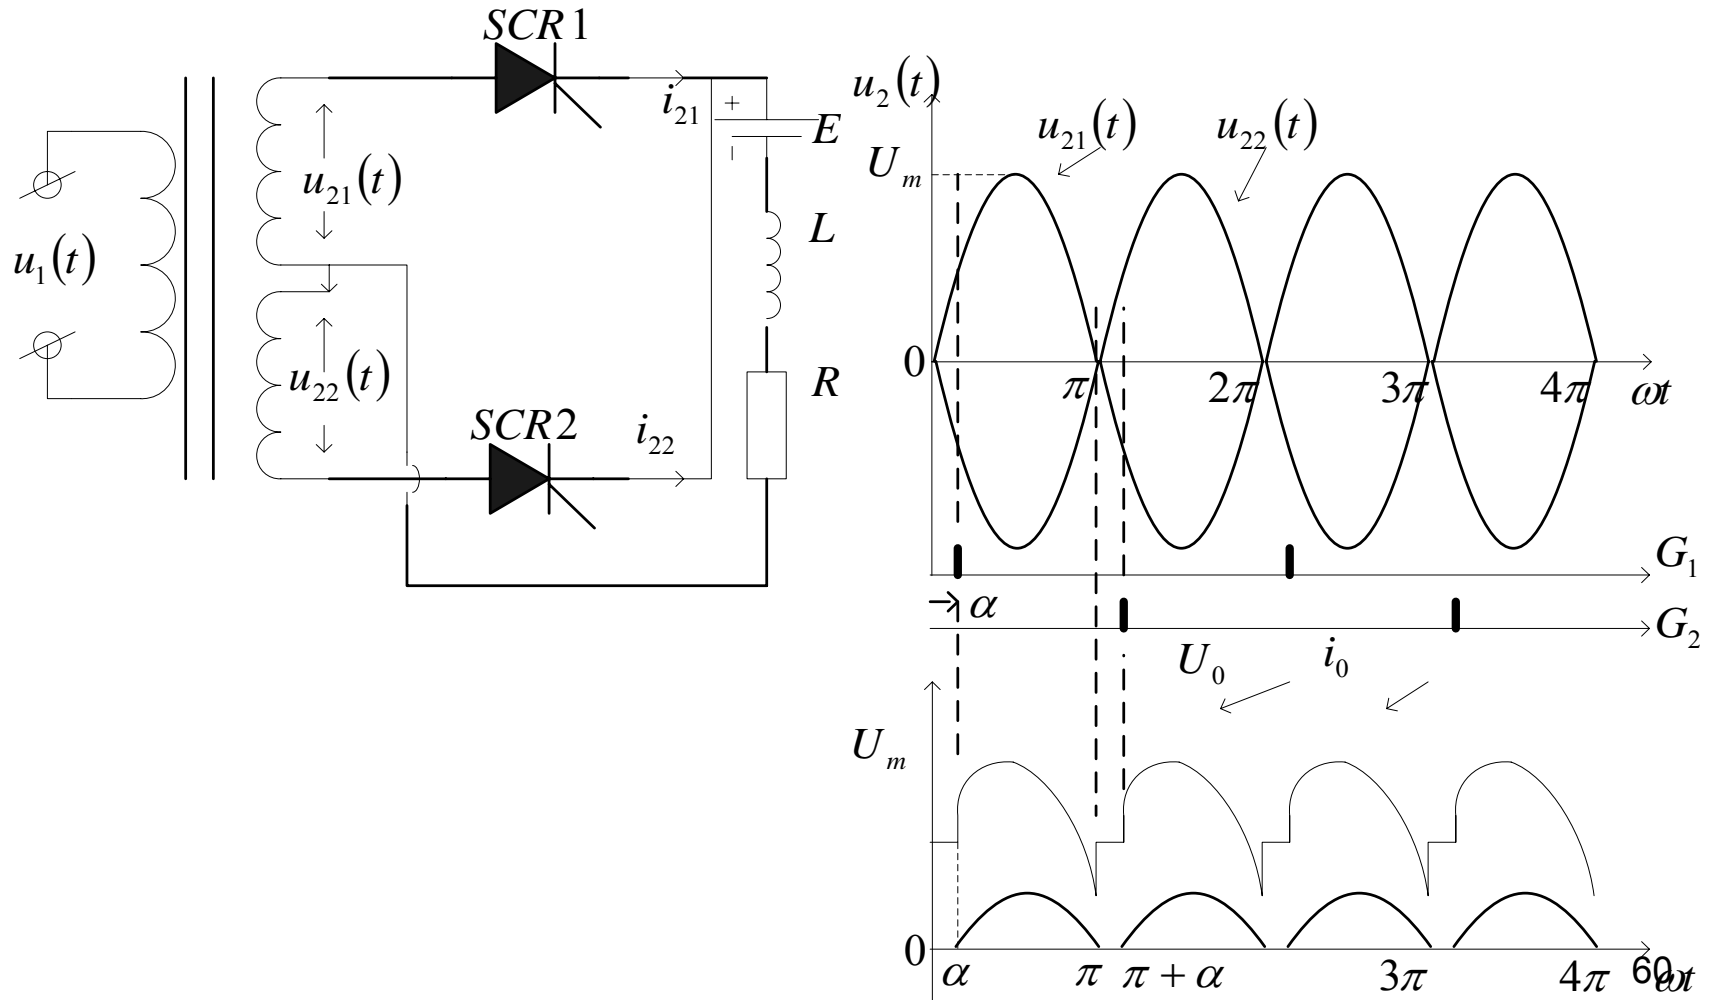 SCR1
i₂₁
+
E
u₂₁(t)
L
u₁(t)
R
u₂₂(t)
SCR2
i₂₂
u₂(t)
u₂₁(t) u₂₂(t)
Uₘ
0 π 2π 3π 4π ωt
G₁
α
G₂
U₀ i₀
Uₘ
0 α π π + α 3π 4π ωt
60